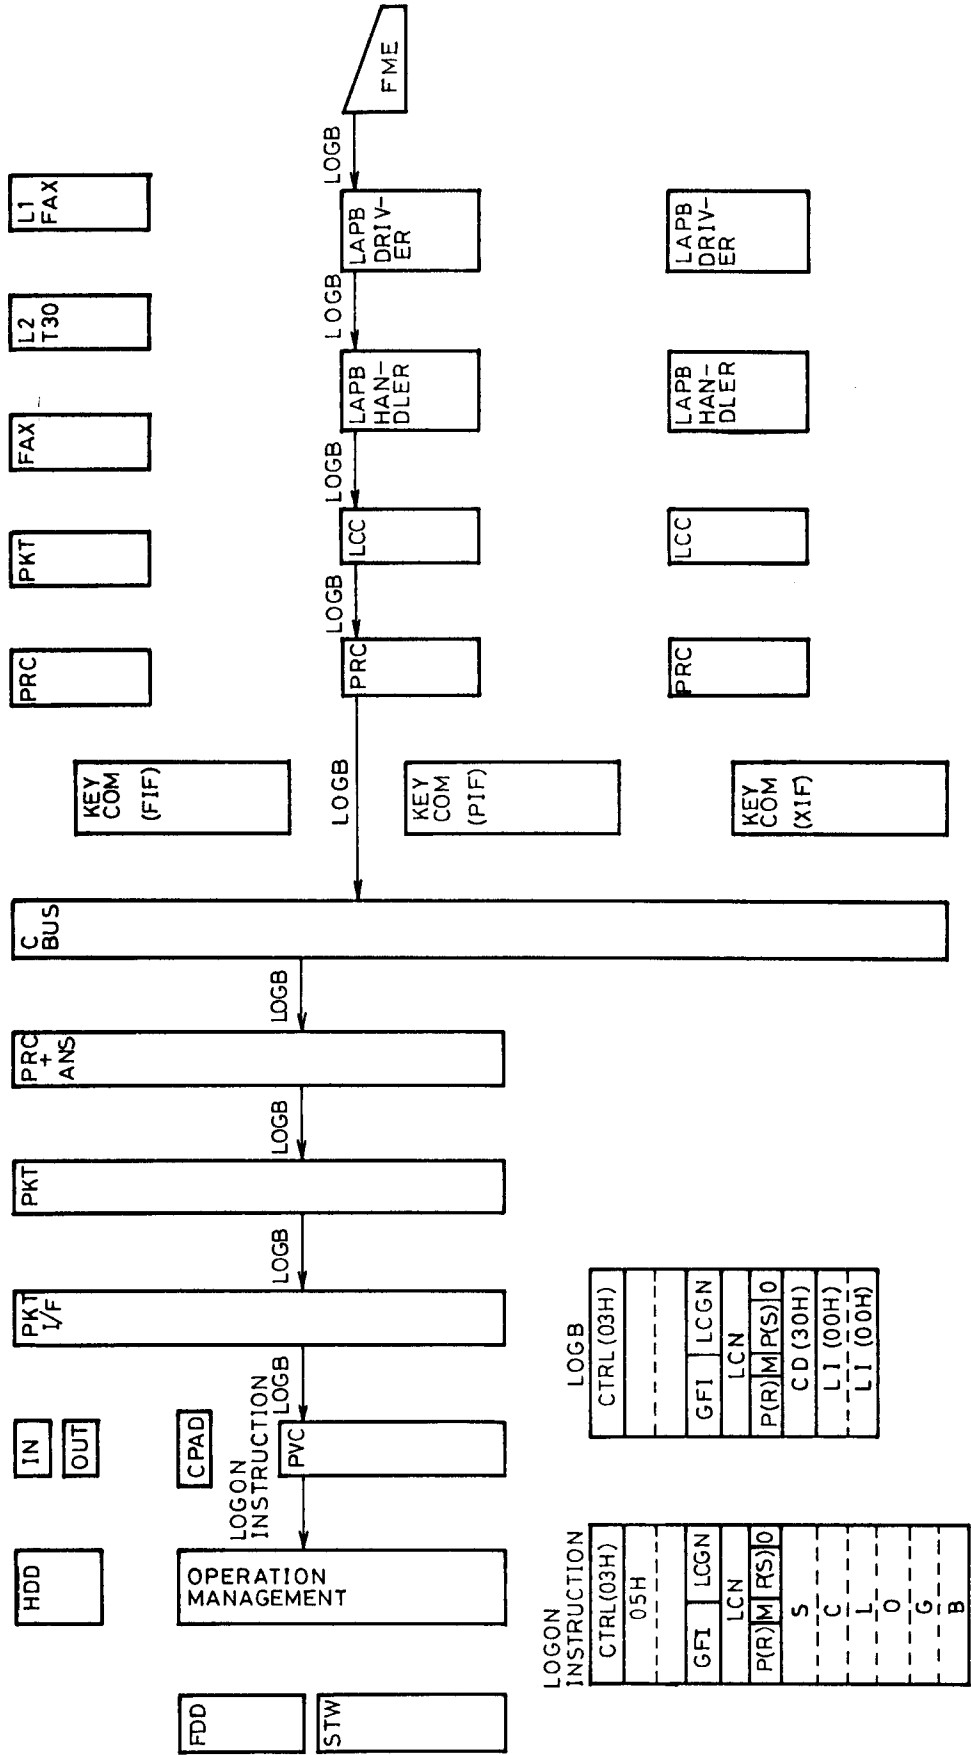 FDD
STW
HDD
OPERATION
MANAGEMENT
IN
OUT
CPAD
PVC
LOGON
INSTRUCTION
LOGB
PKT
I/F
LOGB
PKT
LOGB
PRC
+
ANS
LOGB
C
BUS
LOGB
KEY
COM
(FIF)
KEY
COM
(PIF)
KEY
COM
(XIF)
PRC
PRC
PRC
LOGB
PKT
LCC
LCC
LOGB
FAX
LAPB
HAN-
DLER
LAPB
HAN-
DLER
LOGB
L2
T30
LAPB
DRIV-
ER
LAPB
DRIV-
ER
LOGB
L1
FAX
FME
LOGON
INSTRUCTION
CTRL(03H)
05H
GFI LCGN
LCN
P(R) M P(S) 0
S
C
L
O
G
B
LOGB
CTRL(03H)
GFI LCGN
LCN
P(R) M P(S) 0
CD(30H)
LI(00H)
LI(00H)